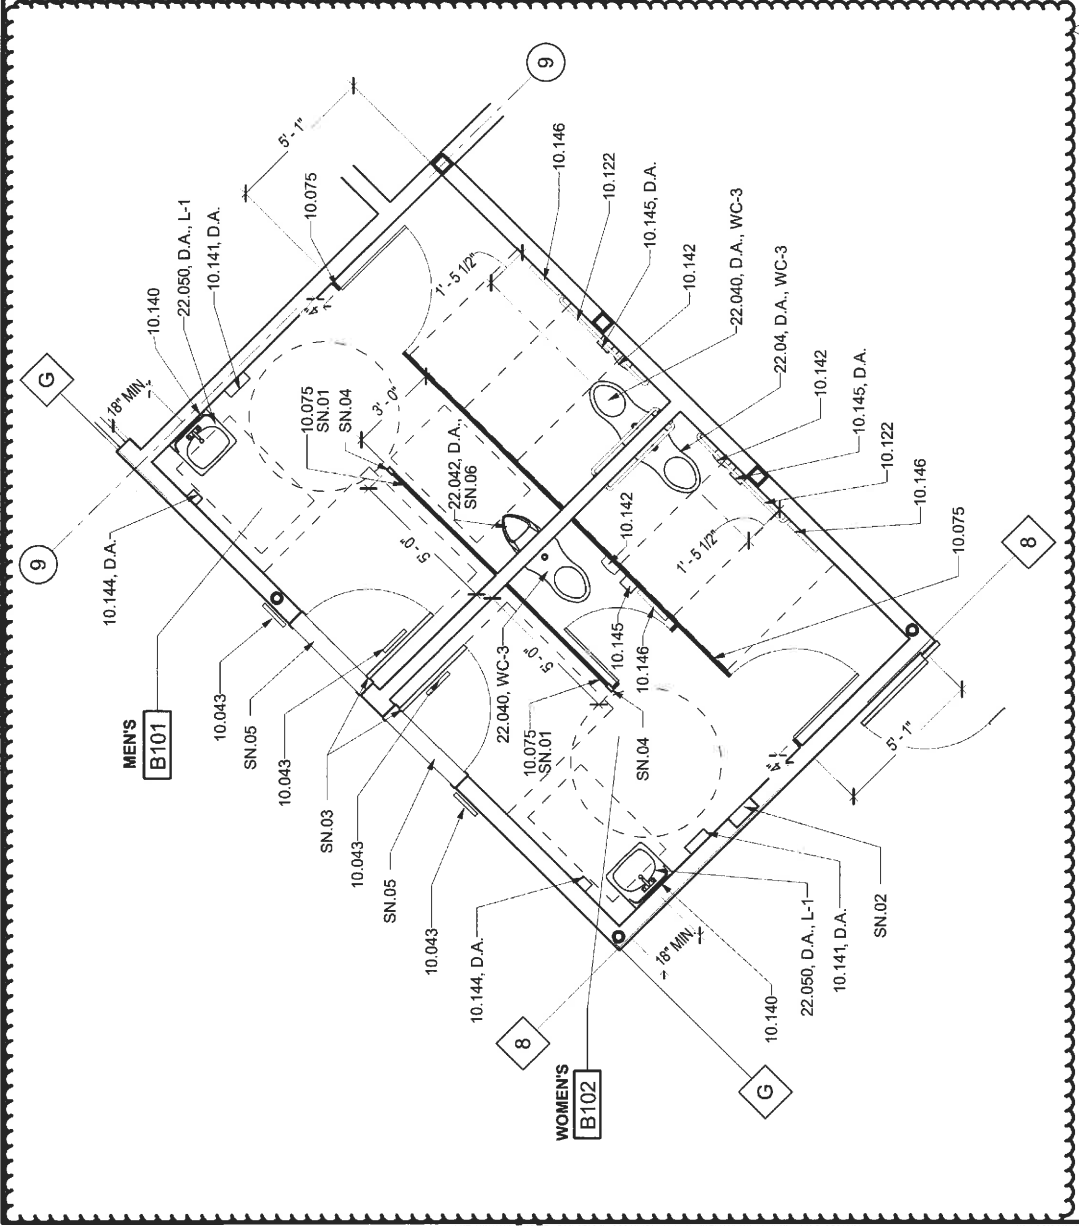 9
5' - 1"
10.075
10.141, D.A.
22.050, D.A., L-1
10.140
18" MIN.
G
9
10.144, D.A.
MEN'S
B101
10.043
SN.05
10.043
SN.03
10.043
SN.05
10.043
10.144, D.A.
4"
10.146
10.122
10.145, D.A.
10.142
22.040, D.A., WC-3
22.04, D.A., WC-3
10.142
10.145, D.A.
10.122
10.146
10.075
8
1' - 5 1/2"
3' - 0"
10.075
SN.01
SN.04
22.042, D.A.,
SN.06
5' - 0"
10.142
1' - 5 1/2"
10.145
10.146
5' - 0"
22.040, WC-3
10.075
SN.01
SN.04
4"
5' - 1"
SN.02
10.141, D.A.
22.050, D.A., L-1
10.140
18" MIN.
8
WOMEN'S
B102
G